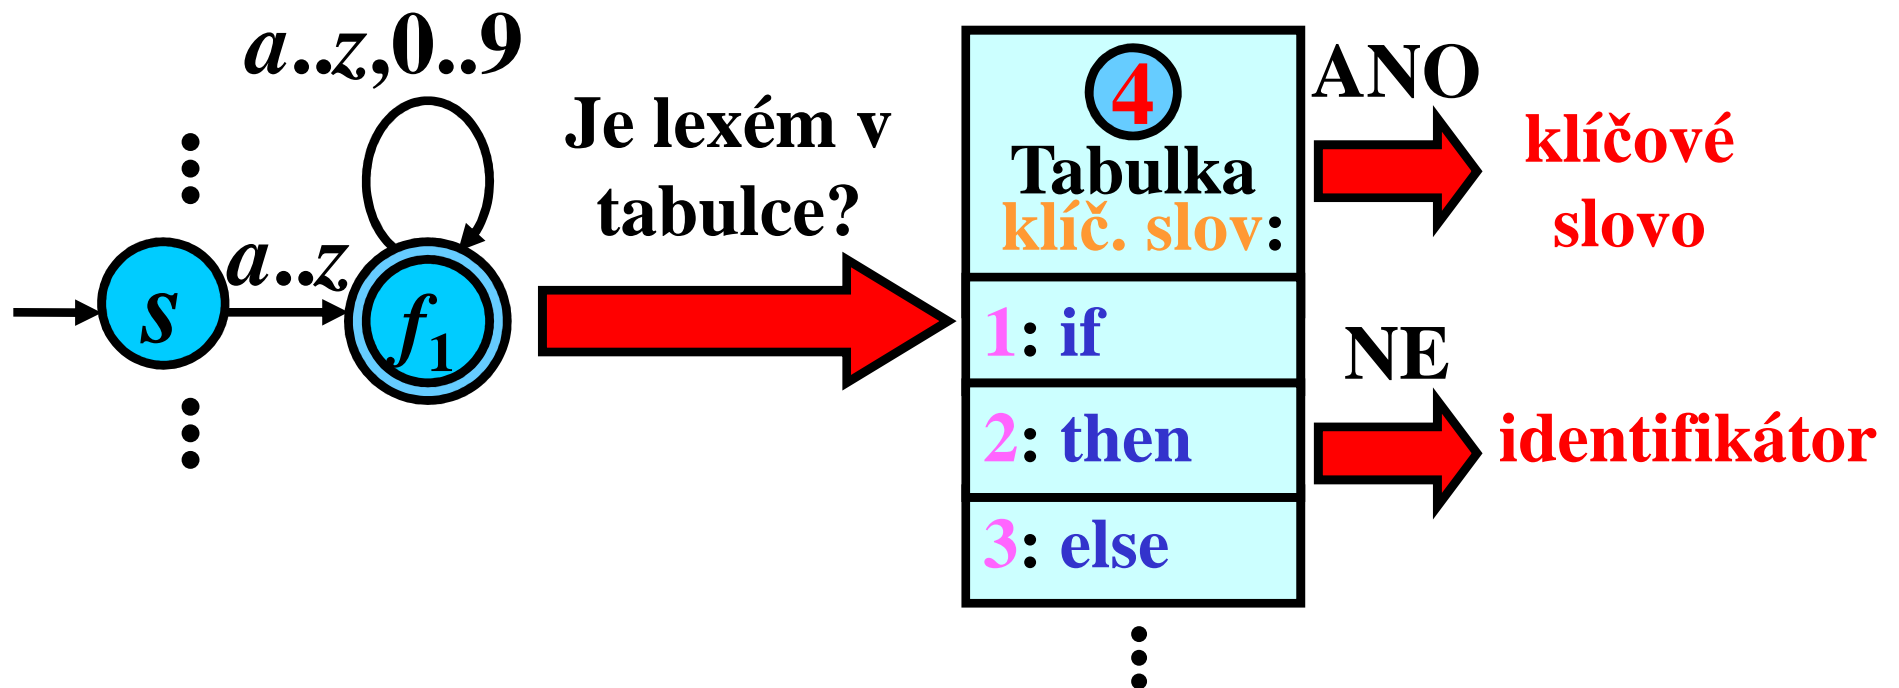 a..z,0..9
a..z
s
f1
Je lexém v
tabulce?
4
Tabulka
klíč. slov:
1: if
2: then
3: else
ANO
klíčové
slovo
NE
identifikátor